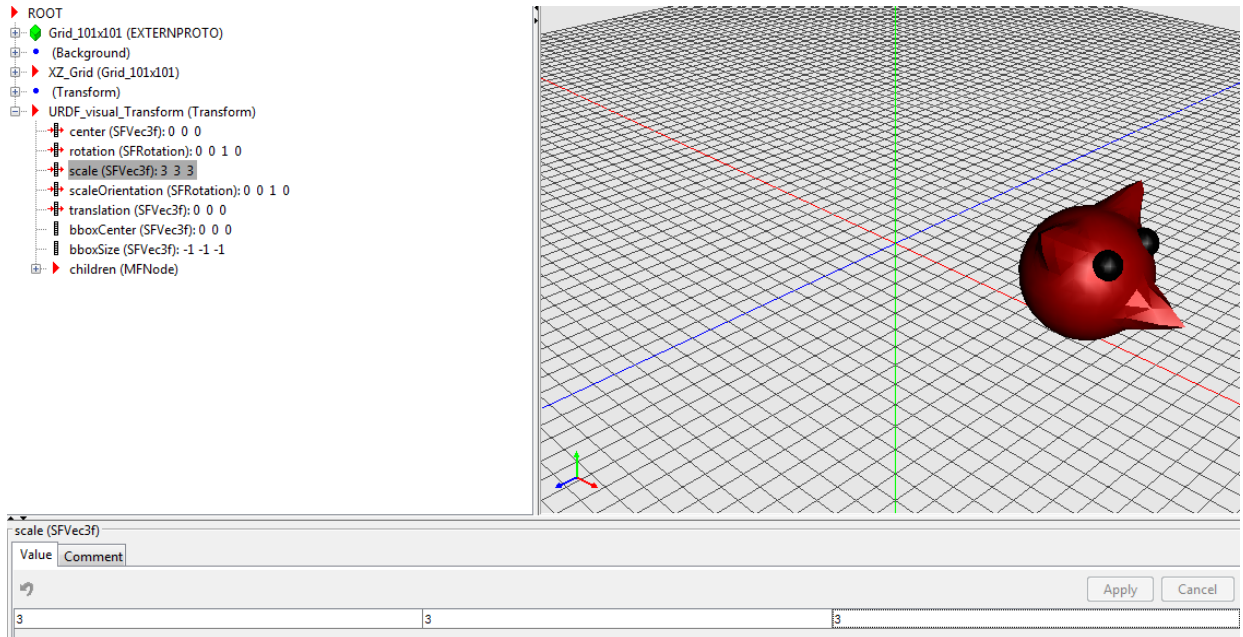 ROOT
Grid_101x101 (EXTERNPROTO)
(Background)
XZ_Grid (Grid_101x101)
(Transform)
URDF_visual_Transform (Transform)
center (SFVec3f): 0 0 0
rotation (SFRotation): 0 0 1 0
scale (SFVec3f): 3 3 3
scaleOrientation (SFRotation): 0 0 1 0
translation (SFVec3f): 0 0 0
bboxCenter (SFVec3f): 0 0 0
bboxSize (SFVec3f): -1 -1 -1
children (MFNode)
scale (SFVec3f)
Value Comment
Apply Cancel
3 3 3